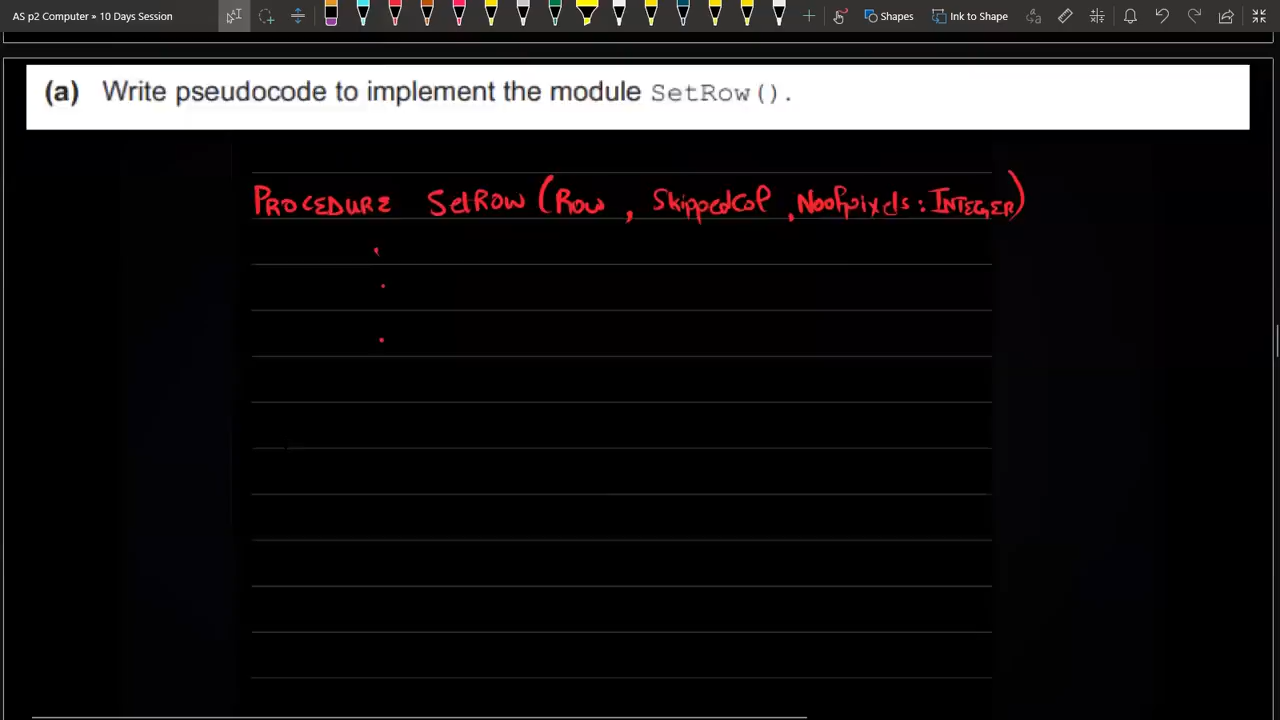 AS p2 Computer » 10 Days Session
Shapes
Ink to Shape
(a) Write pseudocode to implement the module SetRow().
PROCEDURE SetRow (Row, SkippedCol, Noofpixels : INTEGER)